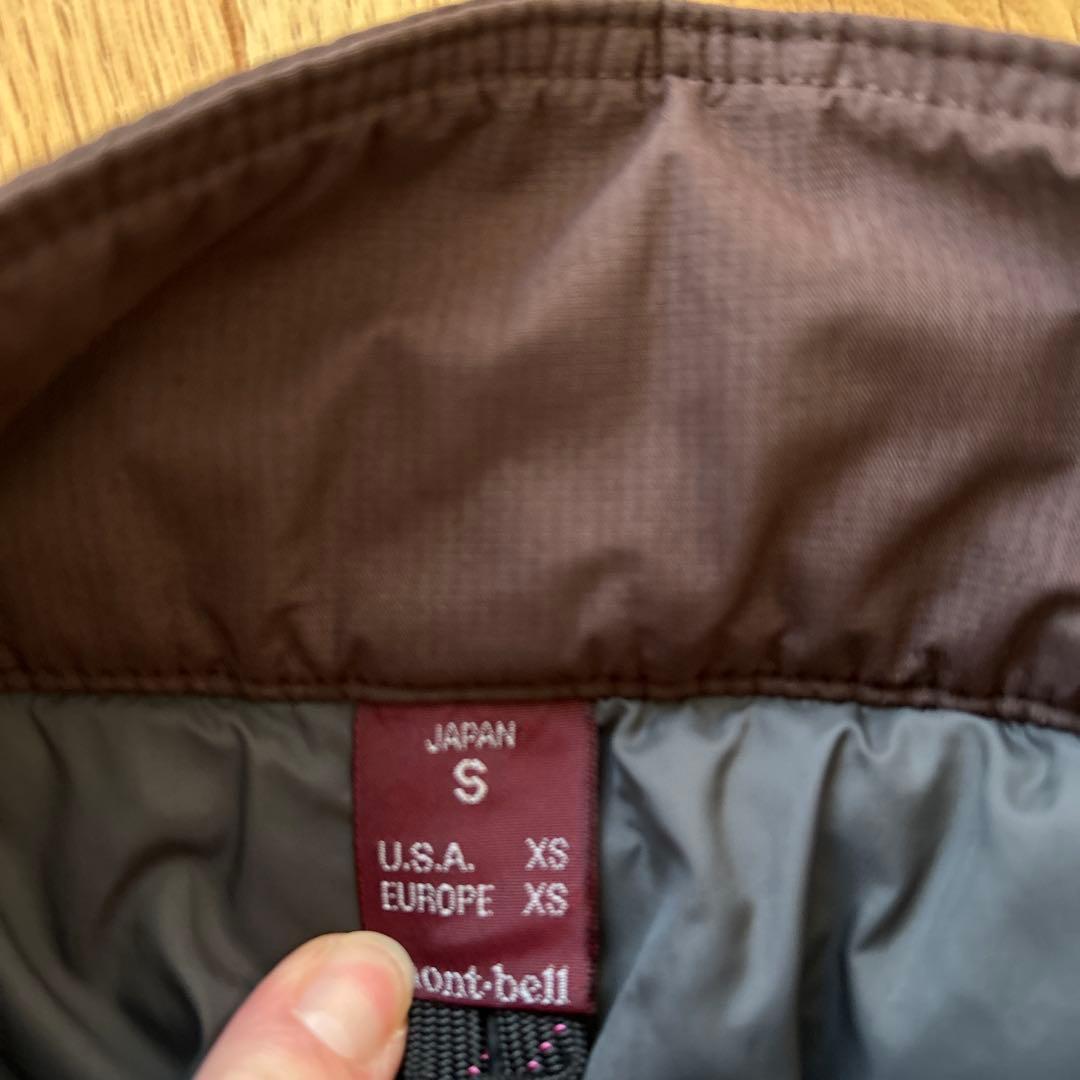 JAPAN
S
U.S.A. XS
EUROPE XS
mont-bell